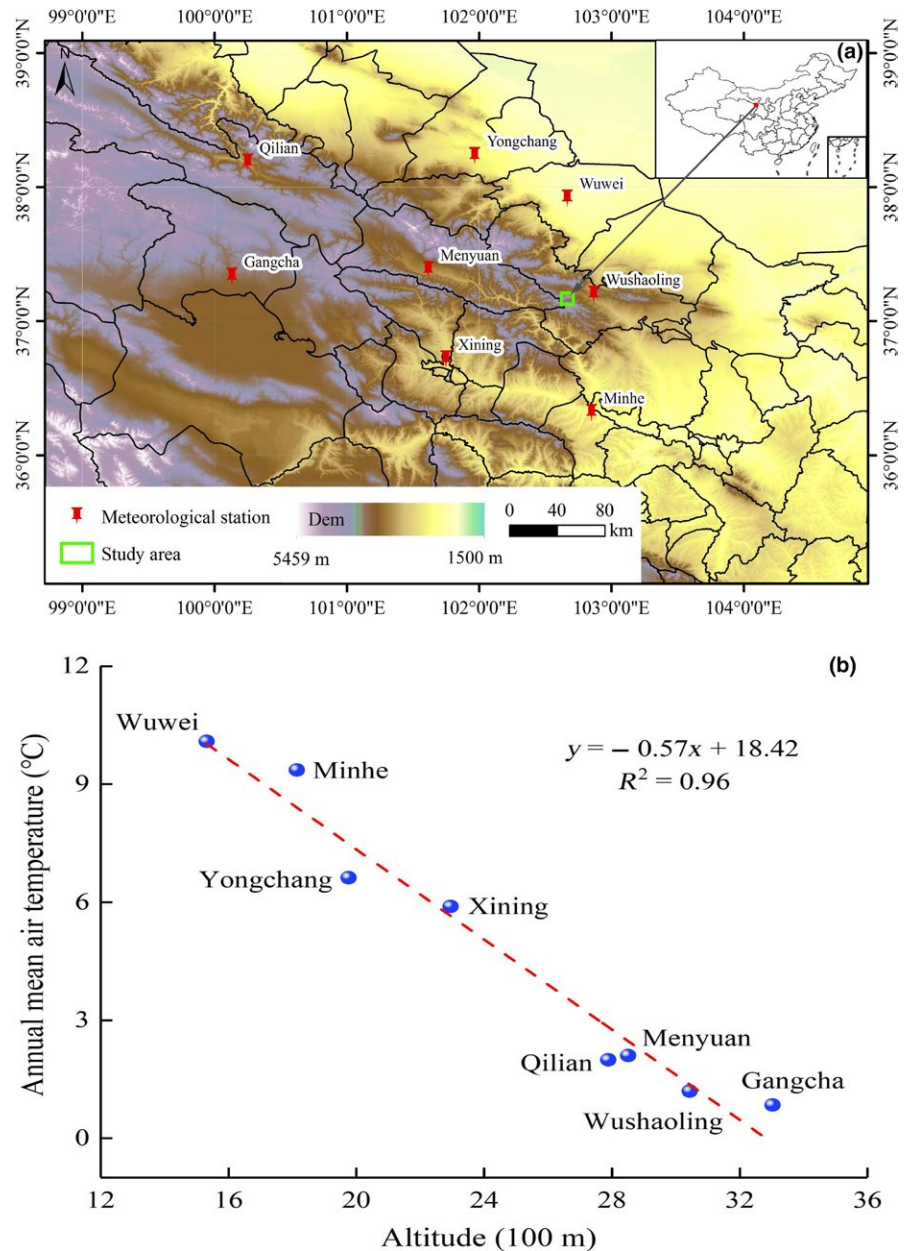 100°0'0"E 101°0'0"E 102°0'0"E 103°0'0"E 104°0'0"E
39°0'0"N 38°0'0"N 37°0'0"N 36°0'0"N
39°0'0"N 38°0'0"N 37°0'0"N 36°0'0"N
N
(a)
Qilian
Yongchang
Wuwei
Gangcha
Menyuan
Wushaoling
Xining
Minhe
Meteorological station
Study area
Dem
5459 m 1500 m
0 40 80
km
99°0'0"E 100°0'0"E 101°0'0"E 102°0'0"E 103°0'0"E 104°0'0"E
(b)
Annual mean air temperature (°C)
12
9
6
3
0
Wuwei
Minhe
Yongchang
Xining
Qilian
Menyuan
Wushaoling
Gangcha
y = − 0.57x + 18.42
R² = 0.96
12 16 20 24 28 32 36
Altitude (100 m)